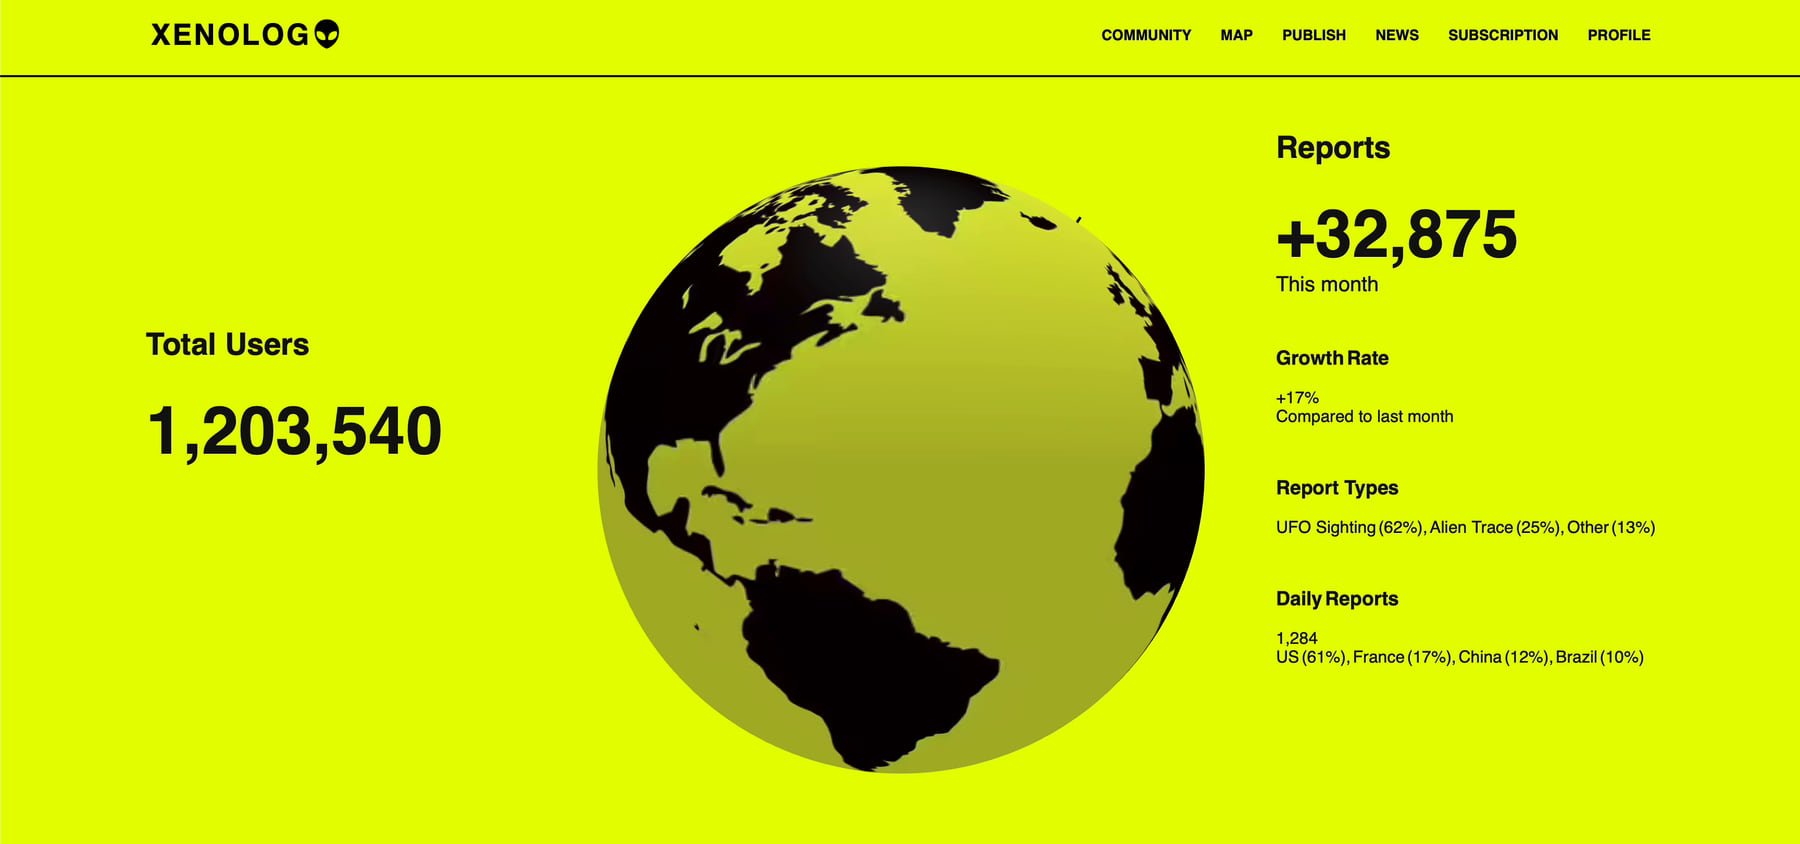 XENOLOG
COMMUNITY MAP PUBLISH NEWS SUBSCRIPTION PROFILE
Total Users
1,203,540
Reports
+32,875
This month
Growth Rate
+17%
Compared to last month
Report Types
UFO Sighting (62%), Alien Trace (25%), Other (13%)
Daily Reports
1,284
US (61%), France (17%), China (12%), Brazil (10%)